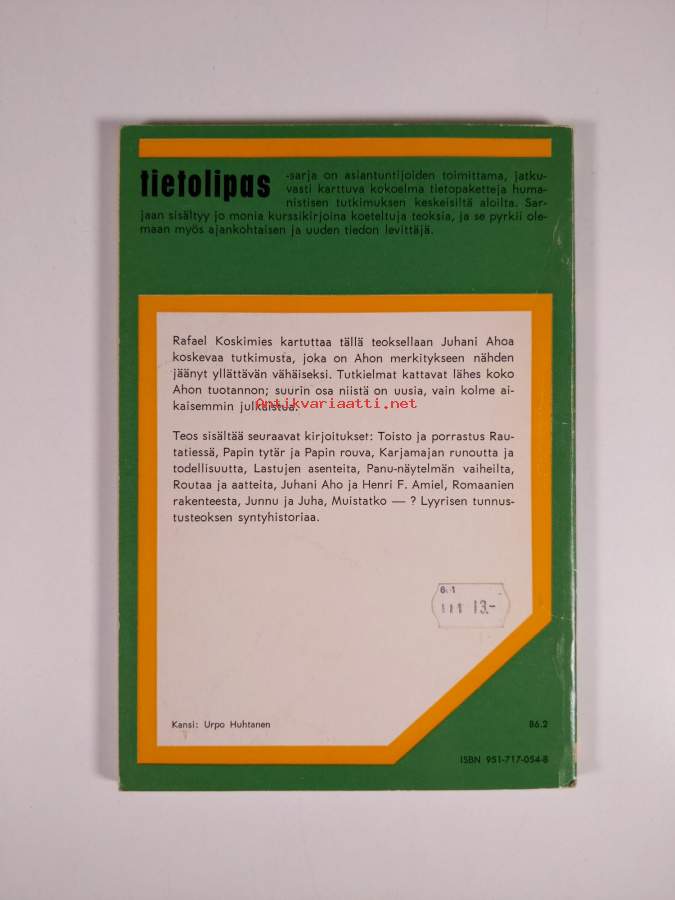 tietolipas -sarja on asiantuntijoiden toimittama, jatku-
vasti karttuva kokoelma tietopaketteja huma-
nistisen tutkimuksen keskeisiltä aloilta. Sar-
jaan sisältyy jo monia kurssikirjoina koeteltuja teoksia, ja se pyrkii ole-
maan myös ajankohtaisen ja uuden tiedon levittäjä.
Rafael Koskimies kartuttaa tällä teoksellaan Juhani Ahoa
koskevaa tutkimusta, joka on Ahon merkitykseen nähden
jäänyt yllättävän vähäiseksi. Tutkielmat kattavat lähes koko
Ahon tuotannon; suurin osa niistä on uusia, vain kolme ai-
kaisemmin julkaistua.
Antikvariaatti.net
Teos sisältää seuraavat kirjoitukset: Toisto ja porrastus Rau-
tatiessä, Papin tytär ja Papin rouva, Karjamajan runoutta ja
todellisuutta, Lastujen asenteita, Panu-näytelmän vaiheilta,
Routaa ja aatteita, Juhani Aho ja Henri F. Amiel, Romaanien
rakenteesta, Junnu ja Juha, Muistatko — ? Lyyrisen tunnus-
tusteoksen syntyhistoriaa.
13.-
Kansi: Urpo Huhtanen
86.2
ISBN 951-717-054-8